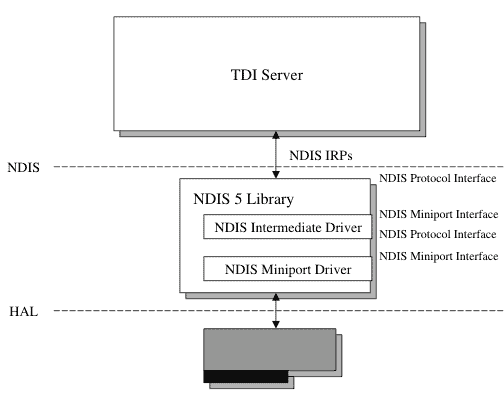 TDI Server
NDIS IRPs
NDIS
NDIS Protocol Interface
NDIS 5 Library
NDIS Miniport Interface
NDIS Intermediate Driver
NDIS Protocol Interface
NDIS Miniport Interface
NDIS Miniport Driver
HAL